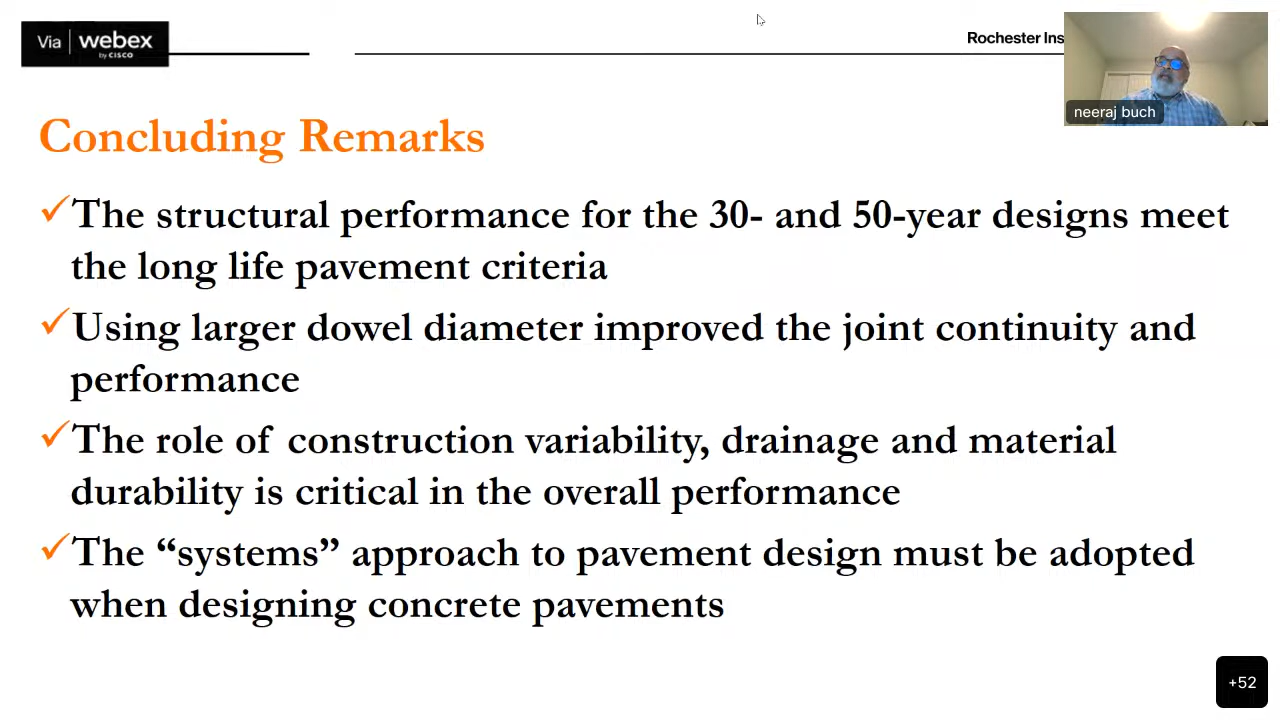 Via webex
by CISCO
Rochester Ins
neeraj buch
Concluding Remarks
✓The structural performance for the 30- and 50-year designs meet
the long life pavement criteria
✓Using larger dowel diameter improved the joint continuity and
performance
✓The role of construction variability, drainage and material
durability is critical in the overall performance
✓The “systems” approach to pavement design must be adopted
when designing concrete pavements
+52